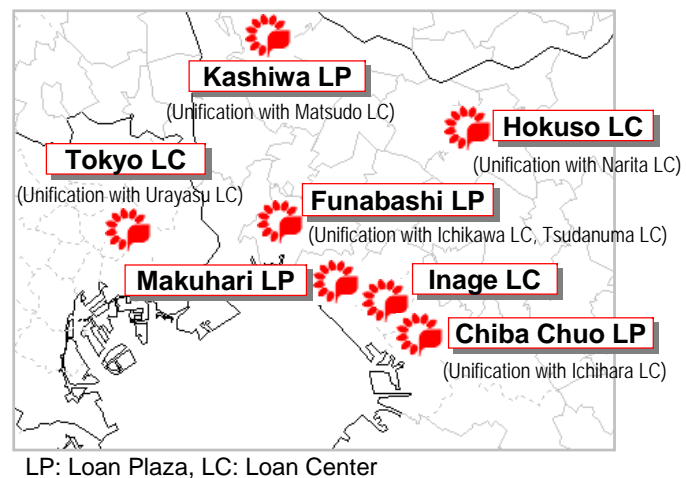 Kashiwa LP
(Unification with Matsudo LC)
Hokuso LC
(Unification with Narita LC)
Tokyo LC
(Unification with Urayasu LC)
Funabashi LP
(Unification with Ichikawa LC, Tsudanuma LC)
Makuhari LP
Inage LC
Chiba Chuo LP
(Unification with Ichihara LC)
LP: Loan Plaza, LC: Loan Center